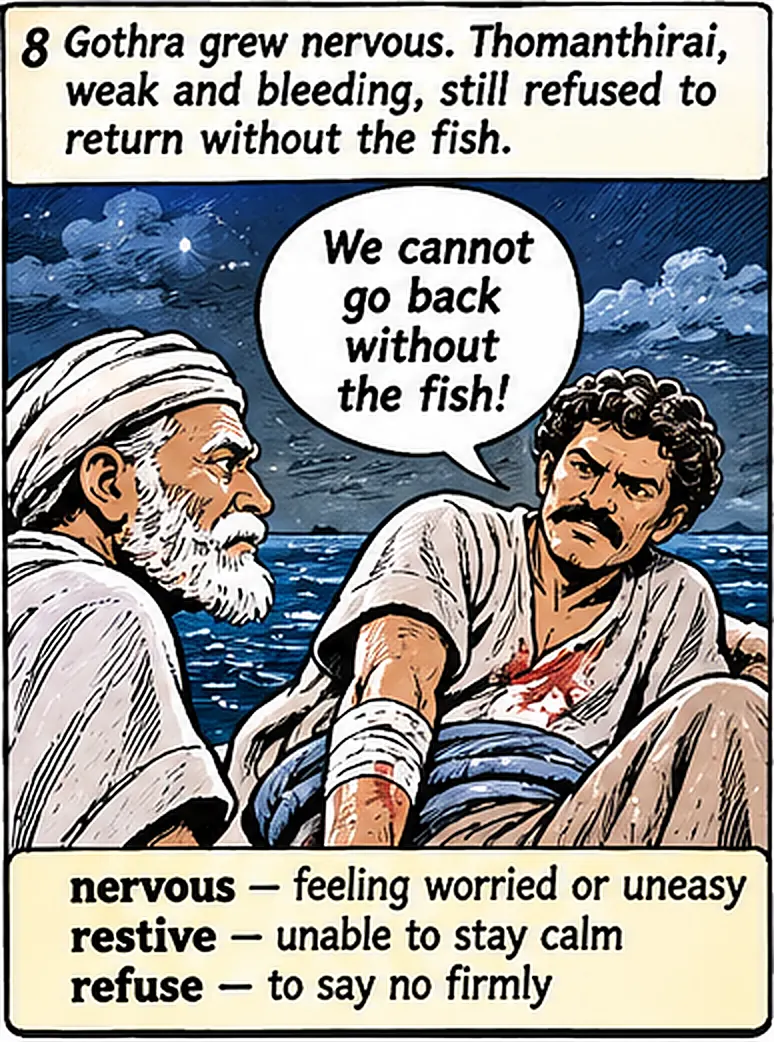 8 Gothra grew nervous. Thomanthirai,
weak and bleeding, still refused to
return without the fish.
We cannot
go back
without
the fish!
nervous — feeling worried or uneasy
restive — unable to stay calm
refuse — to say no firmly